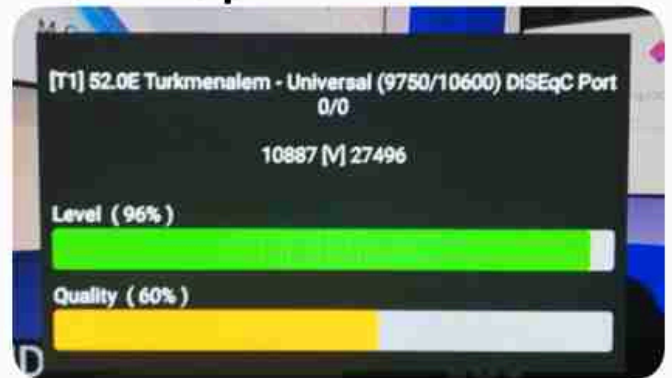 [T1] 52.0E Turkmenalem - Universal (9750/10600) DiSEqC Port
0/0
10887 [V] 27496
Level ( 96% )
Quality ( 60% )